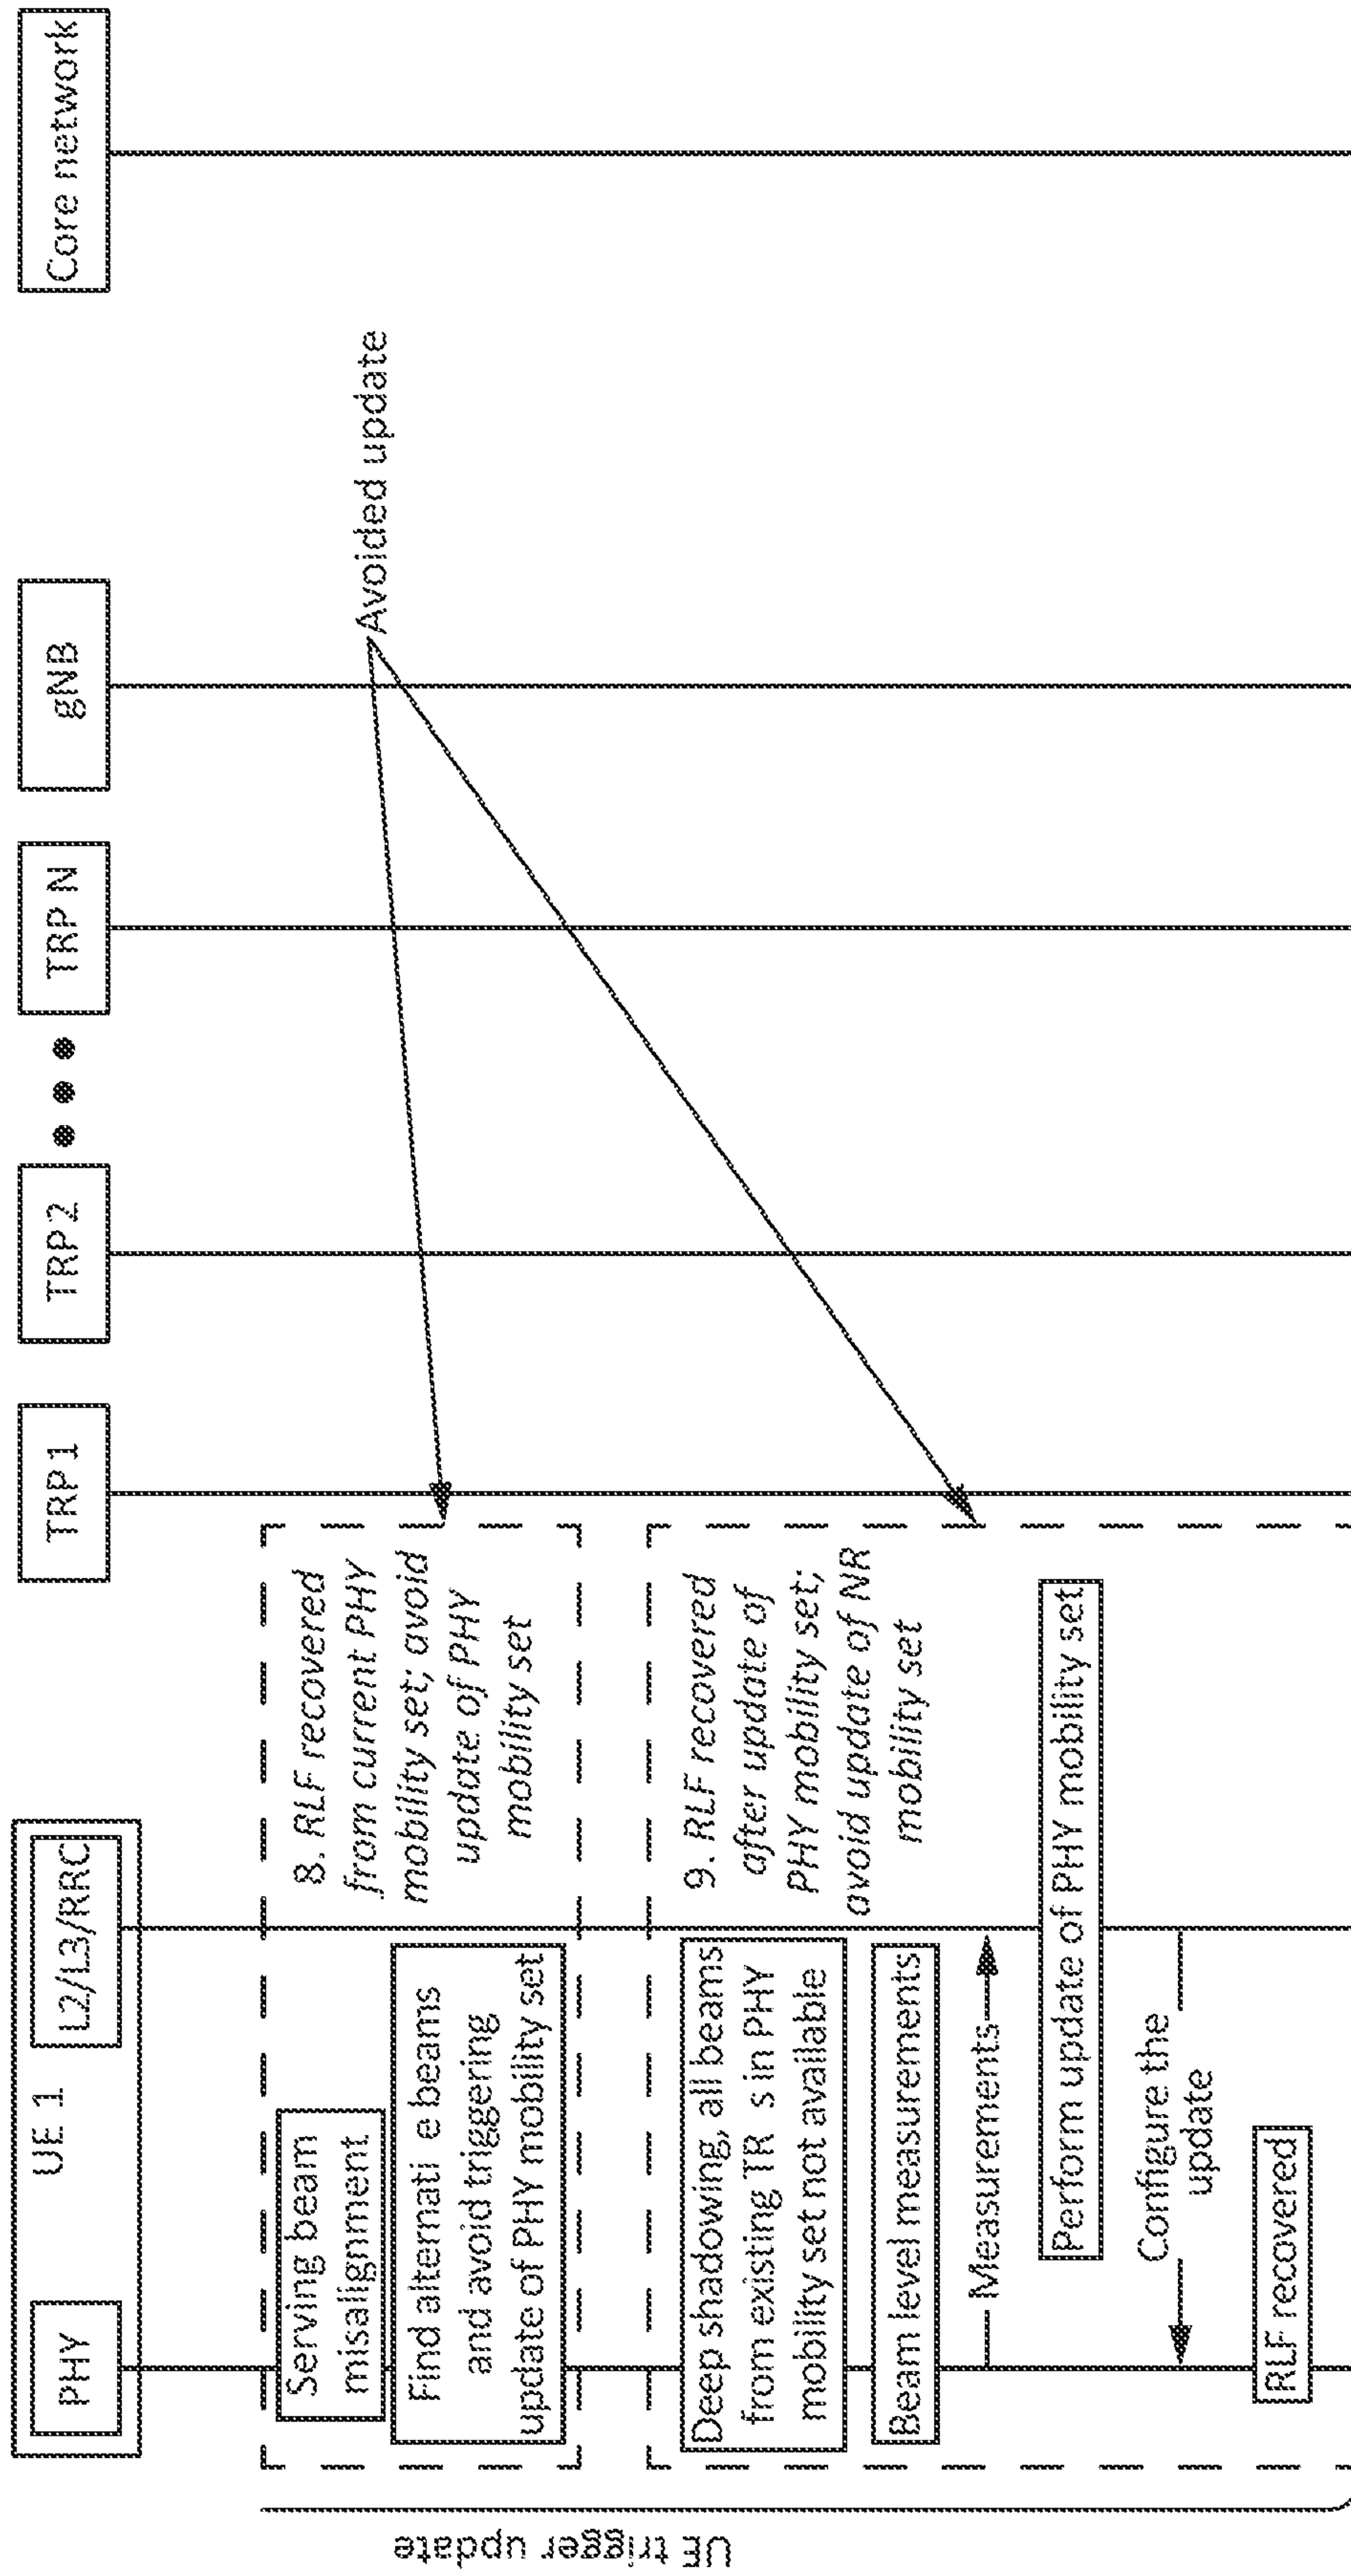 UE 1
PHY
L2/L3/RRC
TRP 1
TRP 2
TRP N
gNB
Core network
UE trigger update
Serving beam
misalignment
Find alternati e beams
and avoid triggering
update of PHY mobility set
8. RLF recovered
from current PHY
mobility set; avoid
update of PHY
mobility set
Avoided update
Deep shadowing, all beams
from existing TR s in PHY
mobility set not available
9. RLF recovered
after update of
PHY mobility set;
avoid update of NR
mobility set
Beam level measurements
Measurements
Perform update of PHY mobility set
Configure the
update
RLF recovered